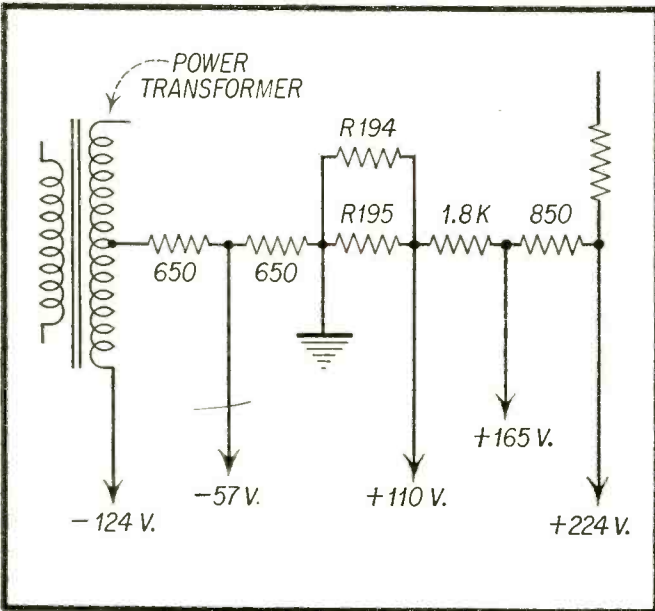 POWER
TRANSFORMER
R194
R195
1.8K
850
650
650
+165 V.
-57 V.
+110 V.
-124 V.
+224 V.